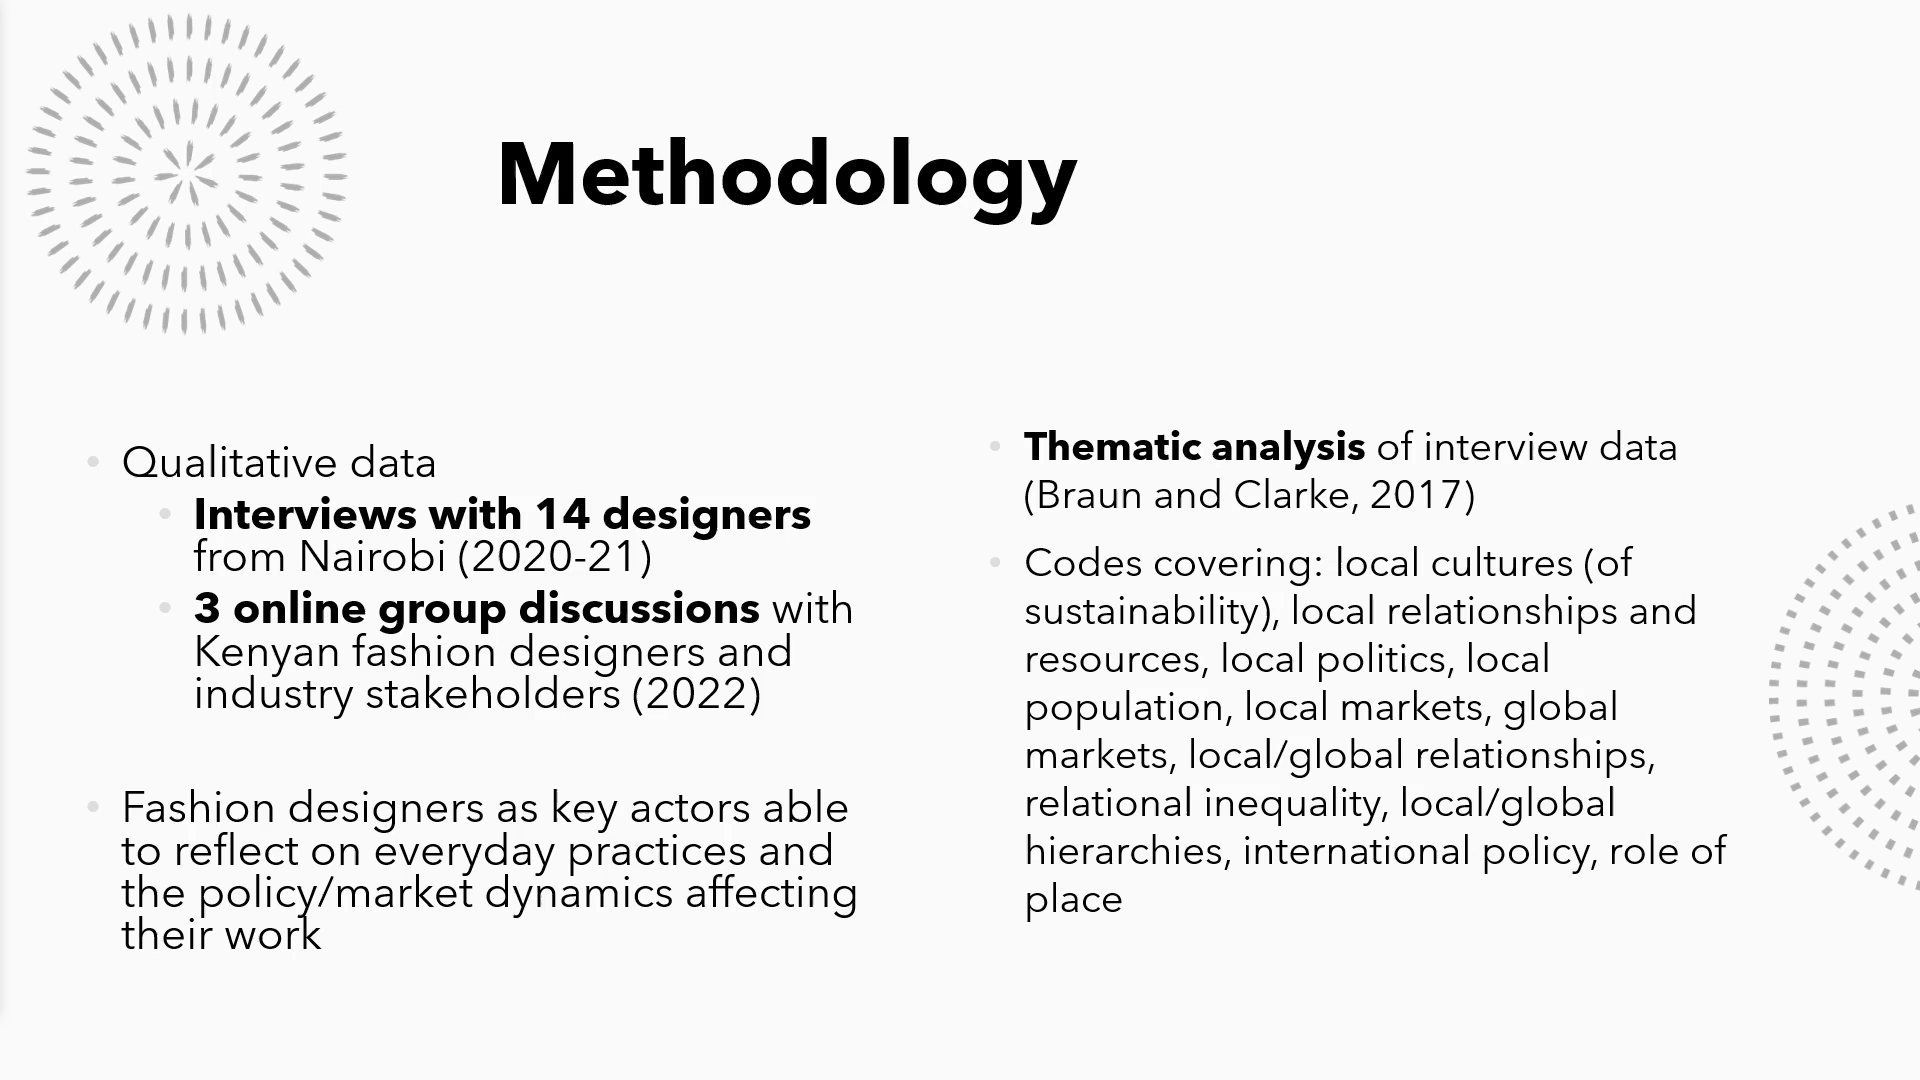 Methodology
Qualitative data
Interviews with 14 designers
from Nairobi (2020-21)
3 online group discussions with
Kenyan fashion designers and
industry stakeholders (2022)
Fashion designers as key actors able
to reflect on everyday practices and
the policy/market dynamics affecting
their work
Thematic analysis of interview data
(Braun and Clarke, 2017)
Codes covering: local cultures (of
sustainability), local relationships and
resources, local politics, local
population, local markets, global
markets, local/global relationships,
relational inequality, local/global
hierarchies, international policy, role of
place